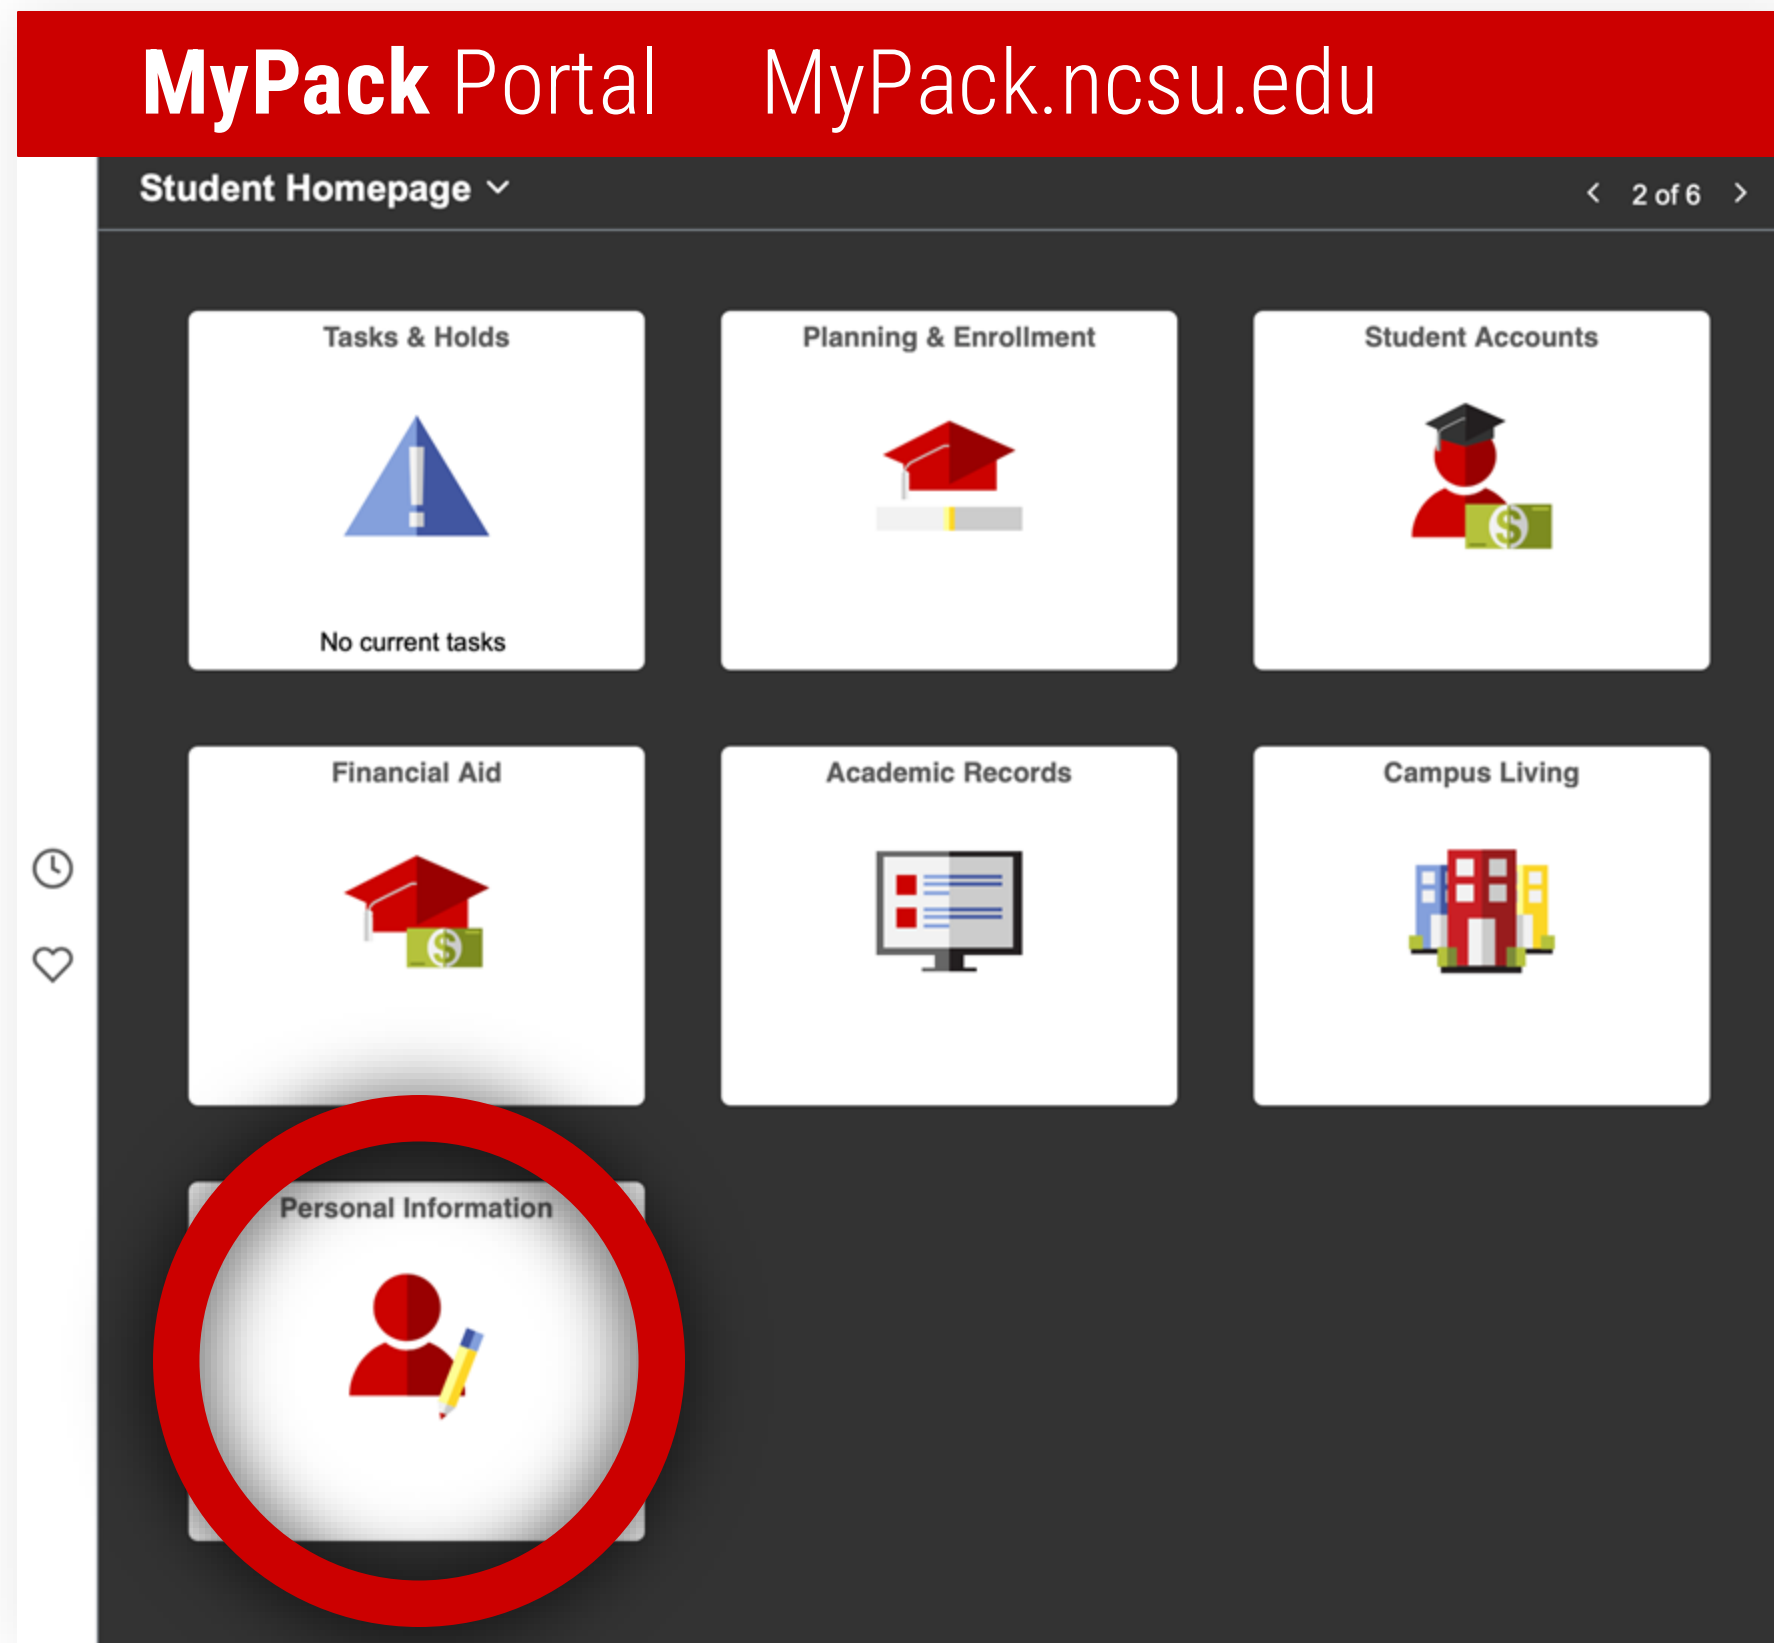 MyPack Portal MyPack.ncsu.edu
Student Homepage
2 of 6
Tasks & Holds
Planning & Enrollment
Student Accounts
No current tasks
Financial Aid
Academic Records
Campus Living
Personal Information